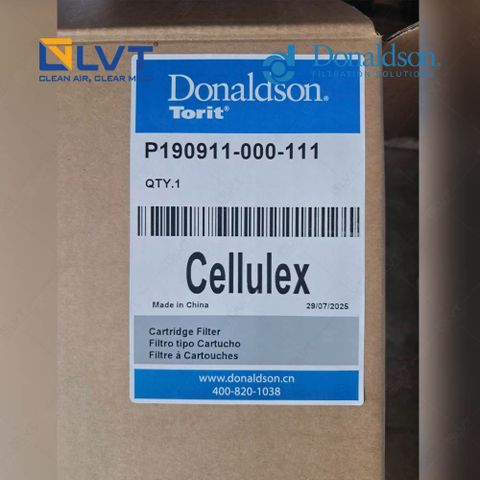 LVT
CLEAN AIR, CLEAR M
Donaldson.
FILTRATION SOLUTIONS
Donaldson.
Torit®
P190911-000-111
QTY.1
Cellulex
Made in China
29/07/2025
Cartridge Filter
Filtro tipo Cartucho
Filtre à Cartouches
www.donaldson.cn
400-820-1038